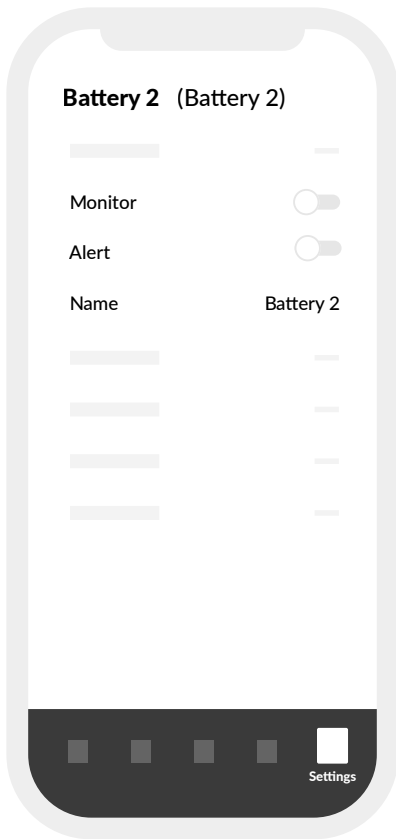 Battery 2 (Battery 2)
Monitor
Alert
Name Battery 2
Settings